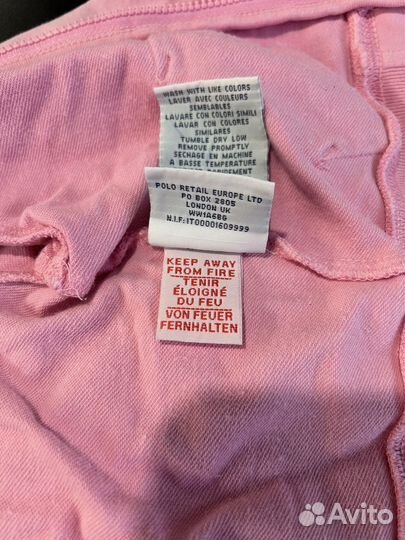 WASH WITH LIKE COLORS
LAVER AVEC COULEURS
SEMBLABLES
LAVARE CON COLORI SIMILI
LAVAR CON COLORES
SIMILARES
TUMBLE DRY LOW
REMOVE PROMPTLY
SECHAGE EN MACHINE
A BASSE TEMPERATURE
POLO RETAIL EUROPE LTD
PO BOX 2805
LONDON UK
WW1A6BG
N.I.F: IT00001609999
KEEP AWAY
FROM FIRE
TENIR
ÉLOIGNÉ
DU FEU
VON FEUER
FERNHALTEN
Avito